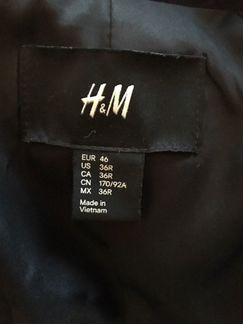 H&M
EUR 46
US 36R
CA 36R
CN 170/92A
MX 36R
Made in
Vietnam